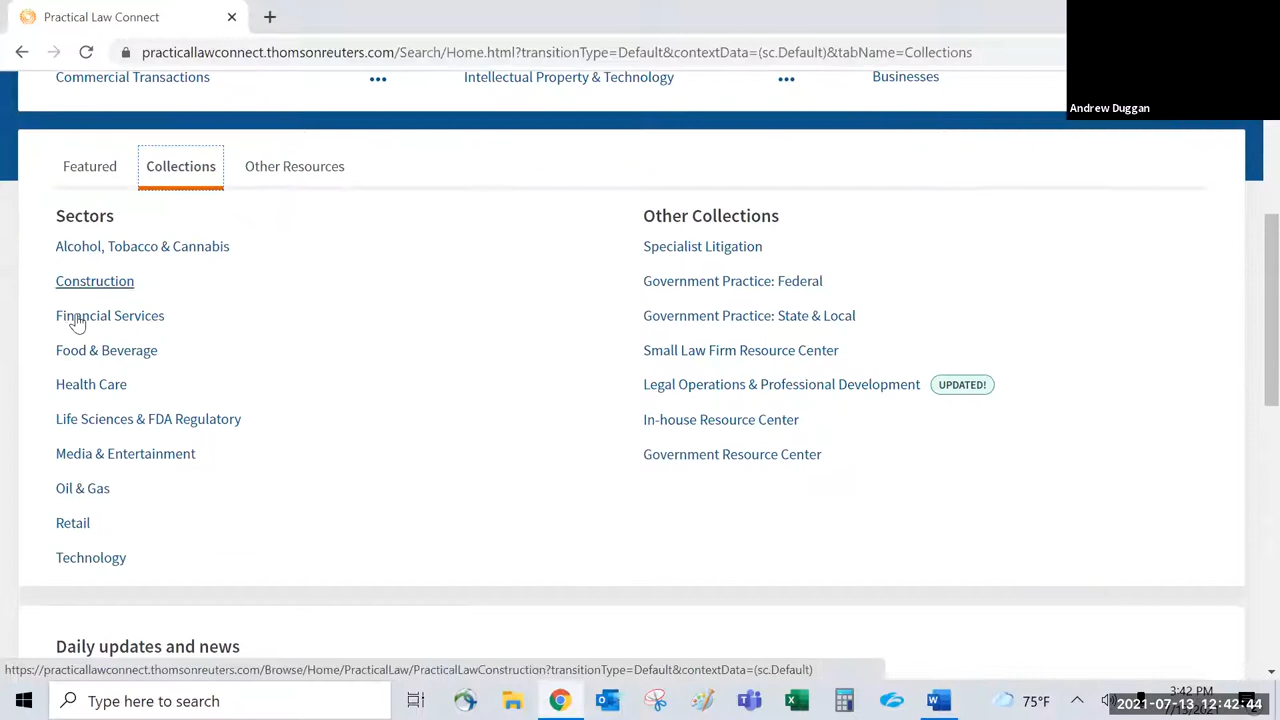 Practical Law Connect
practicallawconnect.thomsonreuters.com/Search/Home.html?transitionType=Default&contextData=(sc.Default)&tabName=Collections
Andrew Duggan
Commercial Transactions
Intellectual Property & Technology
Businesses
Featured
Collections
Other Resources
Sectors
Alcohol, Tobacco & Cannabis
Construction
Financial Services
Food & Beverage
Health Care
Life Sciences & FDA Regulatory
Media & Entertainment
Oil & Gas
Retail
Technology
Other Collections
Specialist Litigation
Government Practice: Federal
Government Practice: State & Local
Small Law Firm Resource Center
Legal Operations & Professional Development UPDATED!
In-house Resource Center
Government Resource Center
Daily updates and news
https://practicallawconnect.thomsonreuters.com/Browse/Home/PracticalLaw/PracticalLawConstruction?transitionType=Default&contextData=(sc.Default)
Type here to search
75°F
3:42 PM
2021-07-13 12:42:44